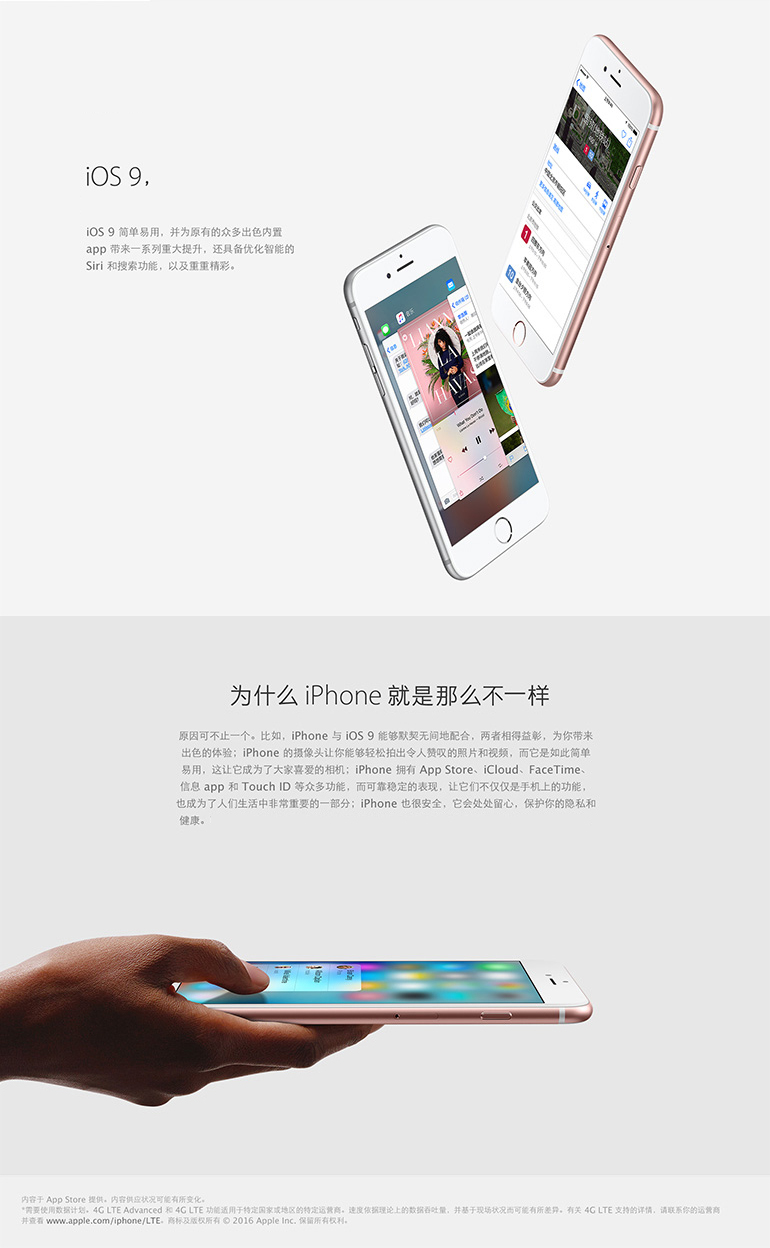 iOS 9，
iOS 9 简单易用，并为原有的众多出色内置
app 带来一系列重大提升，还具备优化智能的
Siri 和搜索功能，以及重重精彩。
音乐
LIANNE
LA
HAVAS
What You Don't Do
为什么 iPhone 就是那么不一样
原因可不止一个。比如，iPhone 与 iOS 9 能够默契无间地配合，两者相得益彰，为你带来
出色的体验；iPhone 的摄像头让你能够轻松拍出令人赞叹的照片和视频，而它是如此简单
易用，这让它成为了大家喜爱的相机；iPhone 拥有 App Store、iCloud、FaceTime、
信息 app 和 Touch ID 等众多功能，而可靠稳定的表现，让它们不仅仅是手机上的功能，
也成为了人们生活中非常重要的一部分；iPhone 也很安全，它会处处留心，保护你的隐私和
健康。
内容于 App Store 提供。内容供应状况可能有所变化。
*需要使用数据计划。4G LTE Advanced 和 4G LTE 功能适用于特定国家或地区的特定运营商。速度依据理论上的数据吞吐量，并基于现场状况而可能有所差异。有关 4G LTE 支持的详情，请联系你的运营商
并查看 www.apple.com/iphone/LTE。商标及版权所有 © 2016 Apple Inc. 保留所有权利。